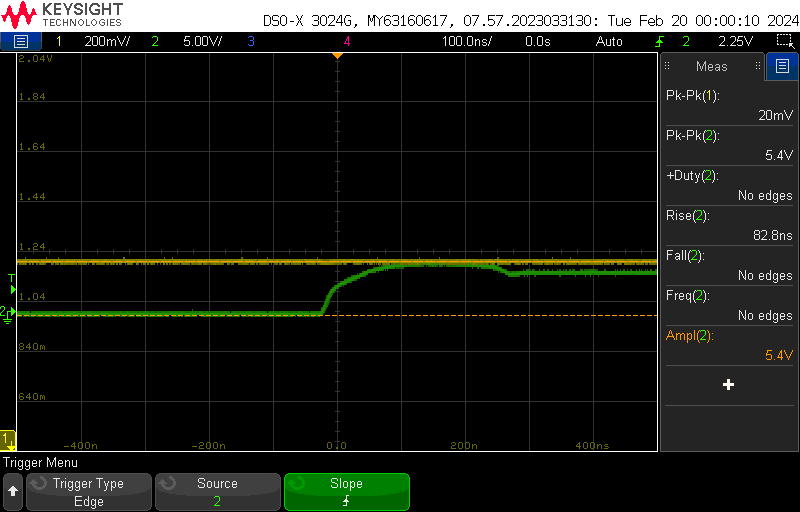 KEYSIGHT
TECHNOLOGIES
DSO-X 3024G, MY63160617, 07.57.2023033130: Tue Feb 20 00:00:10 2024
1 200mV/ 2 5.00V/ 3 4 100.0ns/ 0.0s Auto 2 2.25V
2.04V
1.84
1.64
1.44
1.24
T
1.04
2
840m
640m
1
-400n -200n 0.0 200n 400ns
Meas
Pk-Pk(1):
20mV
Pk-Pk(2):
5.4V
+Duty(2):
No edges
Rise(2):
82.8ns
Fall(2):
No edges
Freq(2):
No edges
Ampl(2):
5.4V
Trigger Menu
Trigger Type
Edge
Source
2
Slope